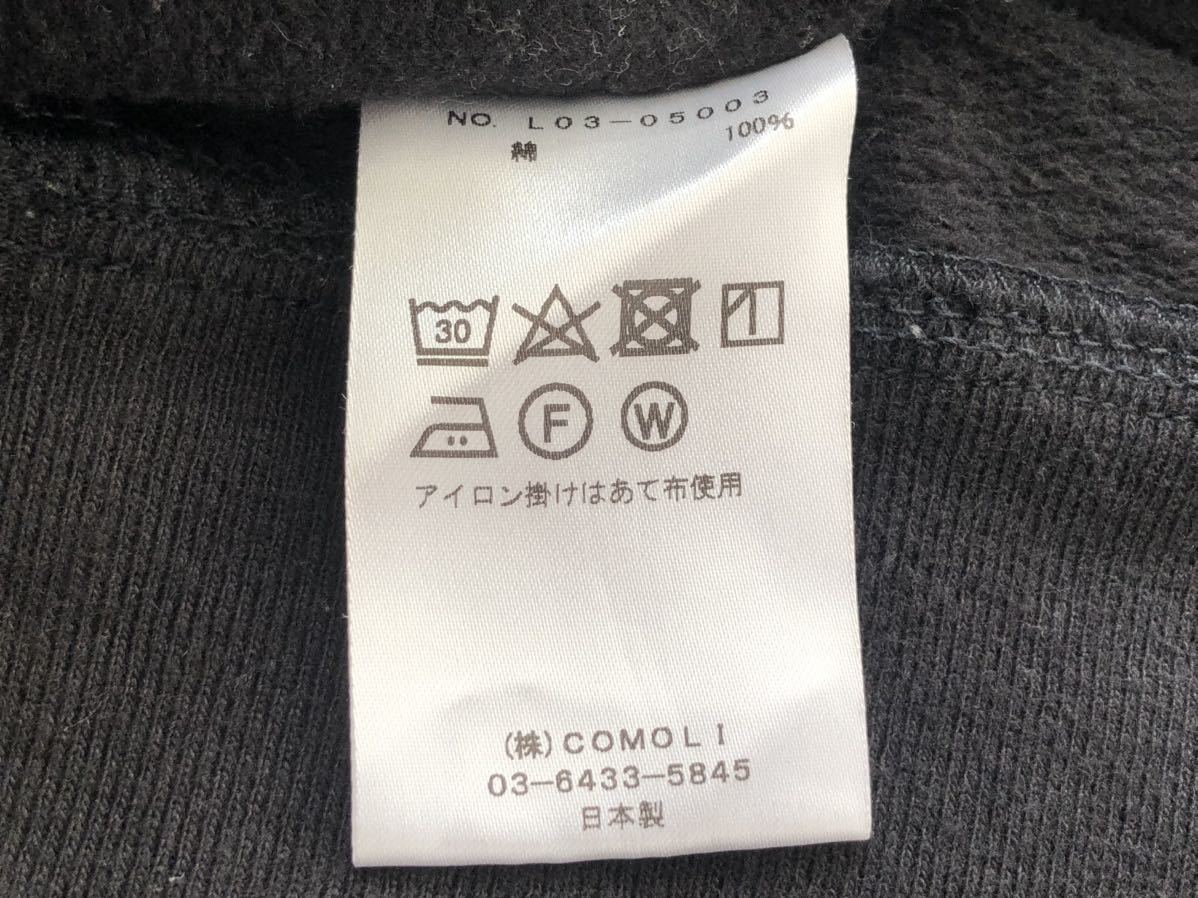 NO. L03-05003
綿 100%
30
F W
アイロン掛けはあて布使用
(株)COMOLI
03-6433-5845
日本製